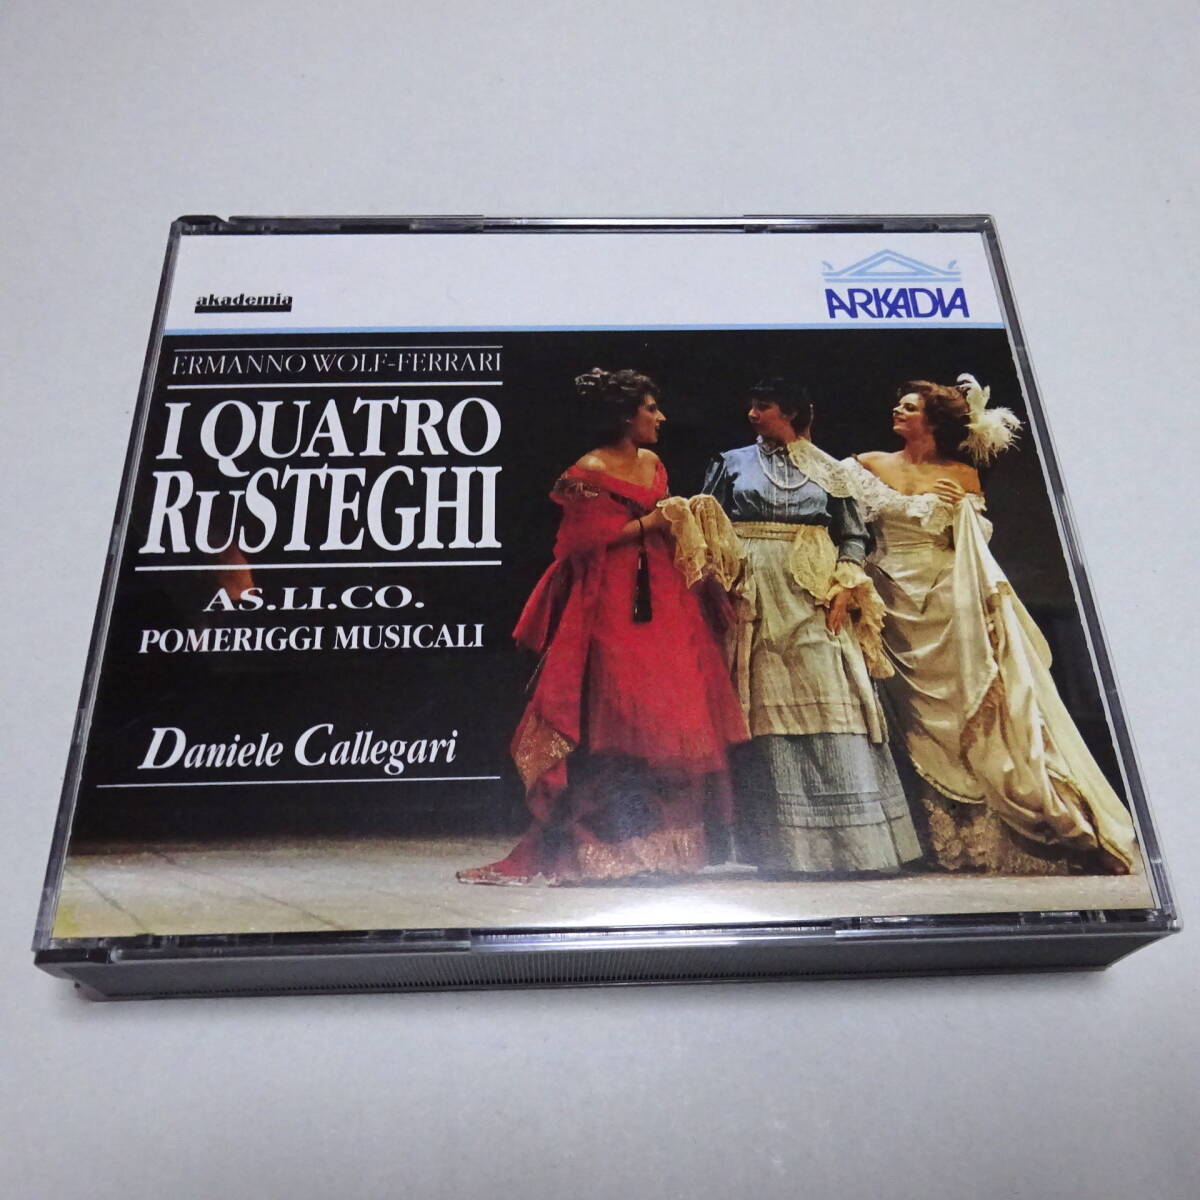 akademia
ARKADIA
ERMANNO WOLF-FERRARI
I QUATRO
RUSTEGHI
AS.LI.CO.
POMERIGGI MUSICALI
Daniele Callegari